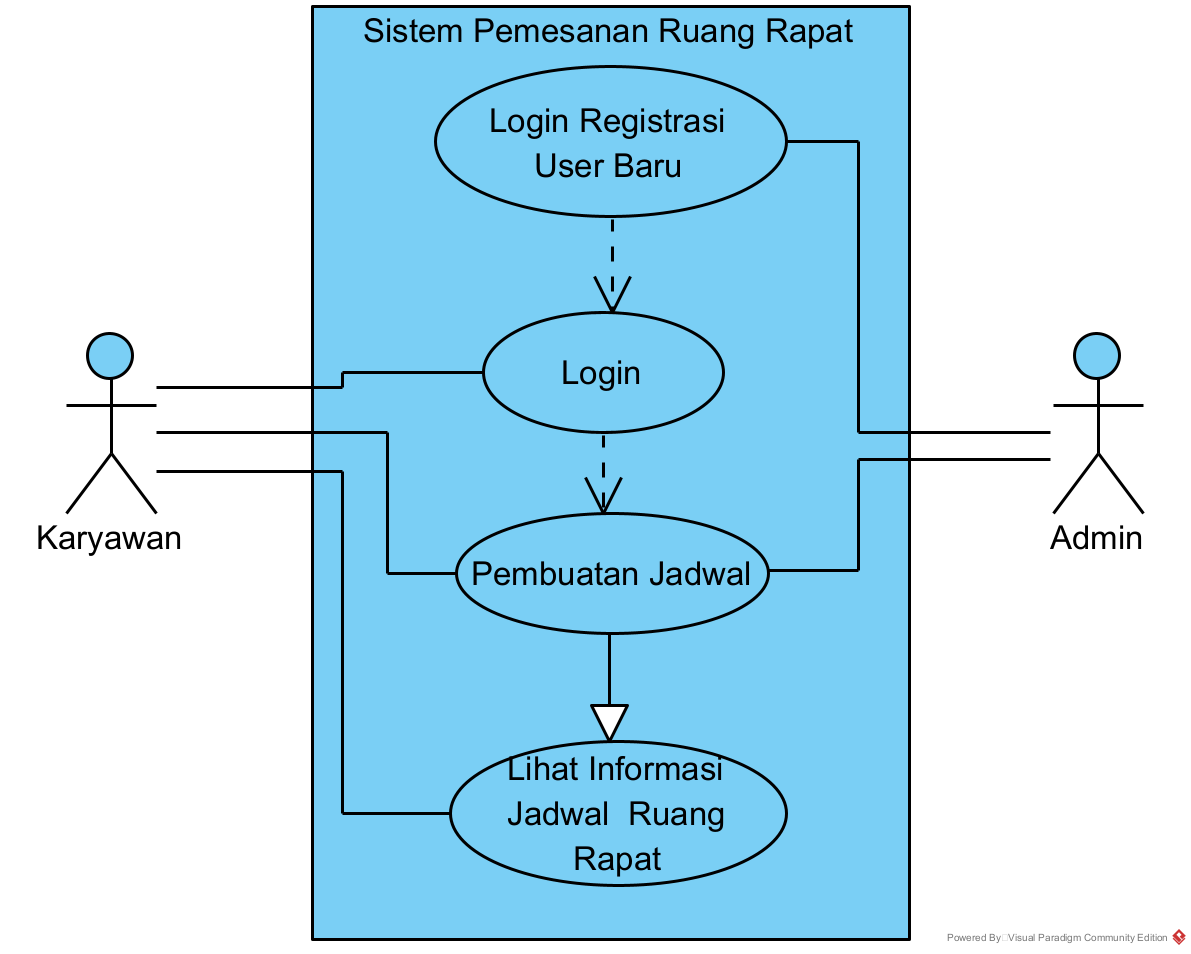 Sistem Pemesanan Ruang Rapat
Login Registrasi
User Baru
Login
Karyawan
Admin
Pembuatan Jadwal
Lihat Informasi
Jadwal Ruang
Rapat
Powered By Visual Paradigm Community Edition